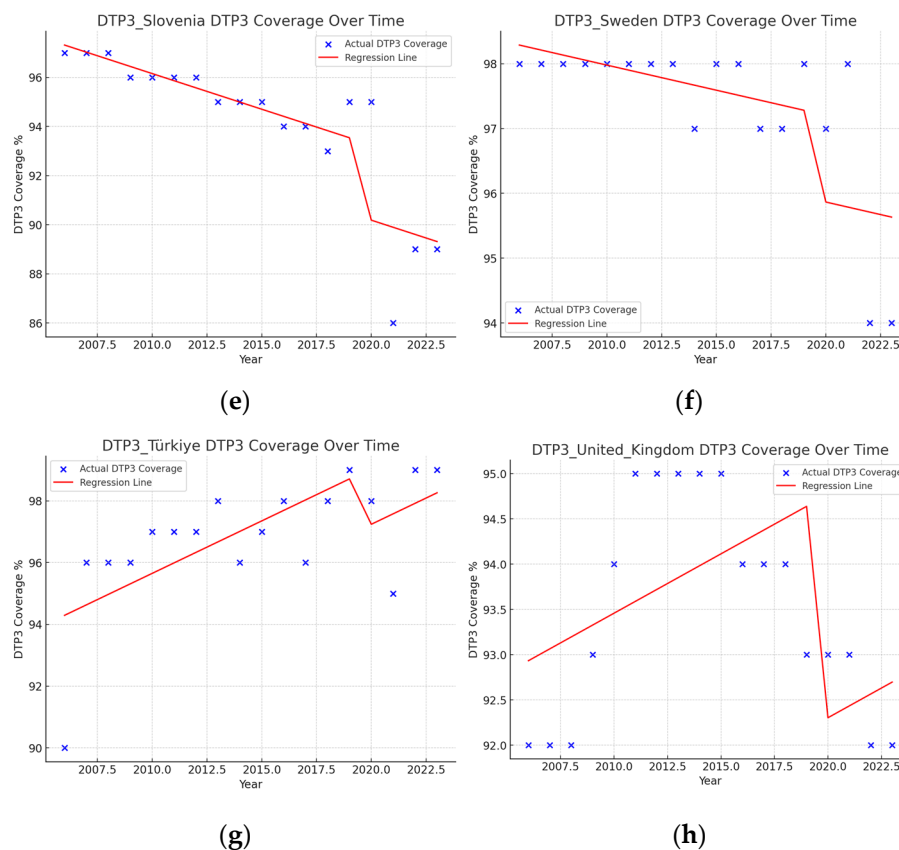 DTP3_Slovenia DTP3 Coverage Over Time
Actual DTP3 Coverage
Regression Line
DTP3 Coverage %
96
94
92
90
88
86
2007.5 2010.0 2012.5 2015.0 2017.5 2020.0 2022.5
Year
(e)
DTP3_Sweden DTP3 Coverage Over Time
DTP3 Coverage %
98
97
96
95
94
Actual DTP3 Coverage
Regression Line
2007.5 2010.0 2012.5 2015.0 2017.5 2020.0 2022.5
Year
(f)
DTP3_Türkiye DTP3 Coverage Over Time
Actual DTP3 Coverage
Regression Line
DTP3 Coverage %
98
96
94
92
90
2007.5 2010.0 2012.5 2015.0 2017.5 2020.0 2022.5
Year
(g)
DTP3_United_Kingdom DTP3 Coverage Over Time
Actual DTP3 Coverage
Regression Line
DTP3 Coverage %
95.0
94.5
94.0
93.5
93.0
92.5
92.0
2007.5 2010.0 2012.5 2015.0 2017.5 2020.0 2022.5
Year
(h)